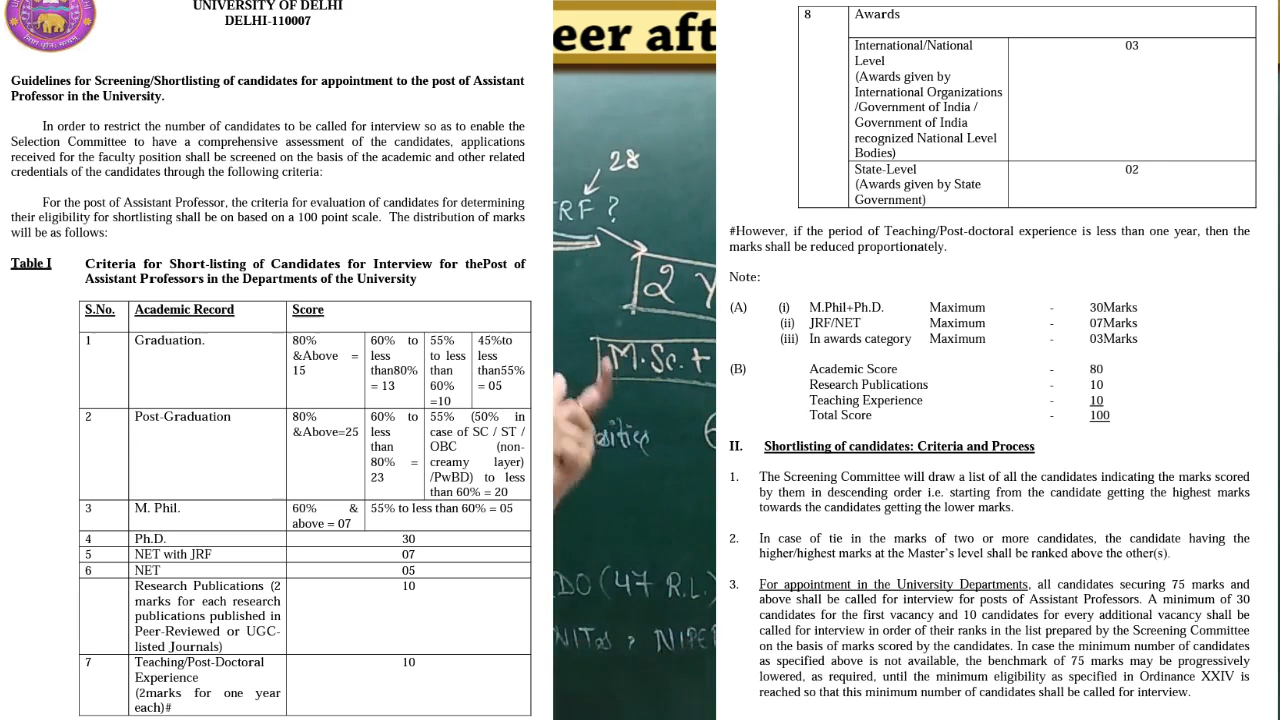 UNIVERSITY OF DELHI
DELHI-110007
Guidelines for Screening/Shortlisting of candidates for appointment to the post of Assistant
Professor in the University.
In order to restrict the number of candidates to be called for interview so as to enable the
Selection Committee to have a comprehensive assessment of the candidates, applications
received for the faculty position shall be screened on the basis of the academic and other related
credentials of the candidates through the following criteria:
For the post of Assistant Professor, the criteria for evaluation of candidates for determining
their eligibility for shortlisting shall be on based on a 100 point scale. The distribution of marks
will be as follows:
Table I Criteria for Short-listing of Candidates for Interview for thePost of
Assistant Professors in the Departments of the University
S.No. Academic Record Score
1 Graduation. 80% 60% to 55% 45%to
&Above = less to less less
15 than80% than than55%
= 13 60% = 05
=10
2 Post-Graduation 80% 60% to 55% (50% in
&Above=25 less case of SC / ST /
than OBC (non-
80% = creamy layer)
23 /PwBD) to less
than 60% = 20
3 M. Phil. 60% & 55% to less than 60% = 05
above = 07
4 Ph.D. 30
5 NET with JRF 07
6 NET 05
Research Publications (2 10
marks for each research
publications published in
Peer-Reviewed or UGC-
listed Journals)
7 Teaching/Post-Doctoral 10
Experience
(2marks for one year
each)#
eer aft
28
RF ?
2 Y
M.Sc. +
DO (47 R.L.)
NITes, NIPE
8 Awards
International/National 03
Level
(Awards given by
International Organizations
/Government of India /
Government of India
recognized National Level
Bodies)
State-Level 02
(Awards given by State
Government)
#However, if the period of Teaching/Post-doctoral experience is less than one year, then the
marks shall be reduced proportionately.
Note:
(A) (i) M.Phil+Ph.D. Maximum - 30Marks
(ii) JRF/NET Maximum - 07Marks
(iii) In awards category Maximum - 03Marks
(B) Academic Score - 80
Research Publications - 10
Teaching Experience - 10
Total Score - 100
II. Shortlisting of candidates: Criteria and Process
1. The Screening Committee will draw a list of all the candidates indicating the marks scored
by them in descending order i.e. starting from the candidate getting the highest marks
towards the candidates getting the lower marks.
2. In case of tie in the marks of two or more candidates, the candidate having the
higher/highest marks at the Master's level shall be ranked above the other(s).
3. For appointment in the University Departments, all candidates securing 75 marks and
above shall be called for interview for posts of Assistant Professors. A minimum of 30
candidates for the first vacancy and 10 candidates for every additional vacancy shall be
called for interview in order of their ranks in the list prepared by the Screening Committee
on the basis of marks scored by the candidates. In case the minimum number of candidates
as specified above is not available, the benchmark of 75 marks may be progressively
lowered, as required, until the minimum eligibility as specified in Ordinance XXIV is
reached so that this minimum number of candidates shall be called for interview.